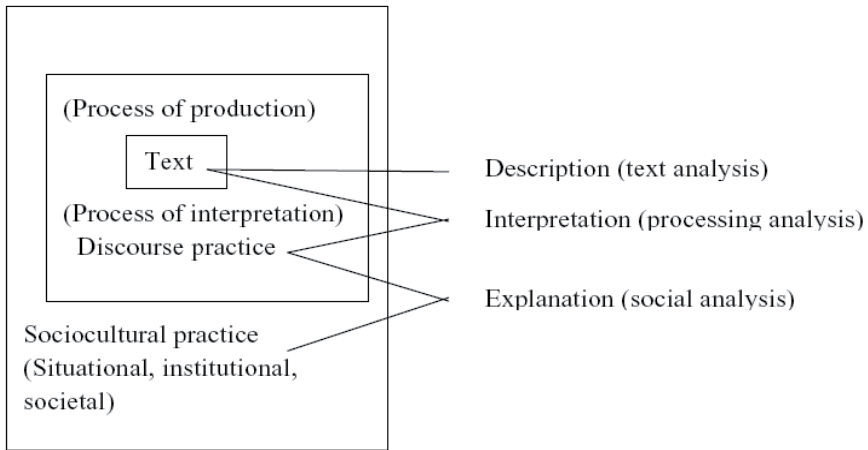 (Process of production)
Text
Description (text analysis)
(Process of interpretation)
Interpretation (processing analysis)
Discourse practice
Explanation (social analysis)
Sociocultural practice
(Situational, institutional,
societal)